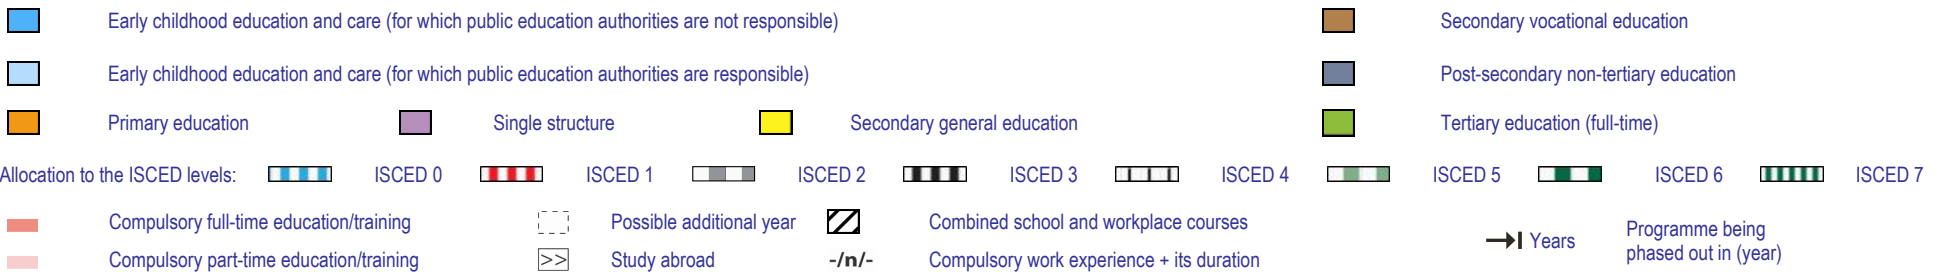 Early childhood education and care (for which public education authorities are not responsible)
Secondary vocational education
Early childhood education and care (for which public education authorities are responsible)
Post-secondary non-tertiary education
Primary education
Single structure
Secondary general education
Tertiary education (full-time)
Allocation to the ISCED levels:
ISCED 0
ISCED 1
ISCED 2
ISCED 3
ISCED 4
ISCED 5
ISCED 6
ISCED 7
Compulsory full-time education/training
Possible additional year
Combined school and workplace courses
Years
Programme being
phased out in (year)
Compulsory part-time education/training
>>
Study abroad
-/n/-
Compulsory work experience + its duration